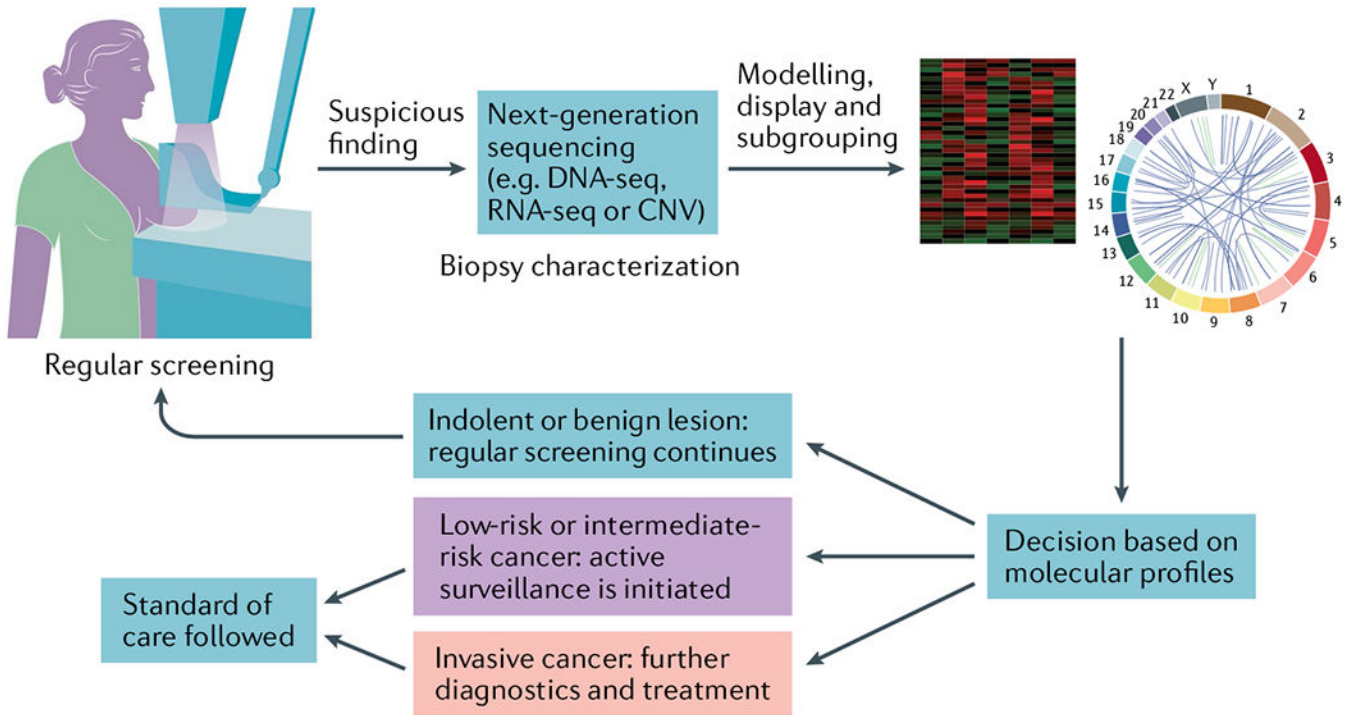 Suspicious
finding
Next-generation
sequencing
(e.g. DNA-seq,
RNA-seq or CNV)
Biopsy characterization
Modelling,
display and
subgrouping
X
Y
1
2
3
4
5
6
7
8
9
10
11
12
13
14
15
16
17
18
19
20
21
22
Regular screening
Indolent or benign lesion:
regular screening continues
Low-risk or intermediate-
risk cancer: active
surveillance is initiated
Invasive cancer: further
diagnostics and treatment
Decision based on
molecular profiles
Standard of
care followed